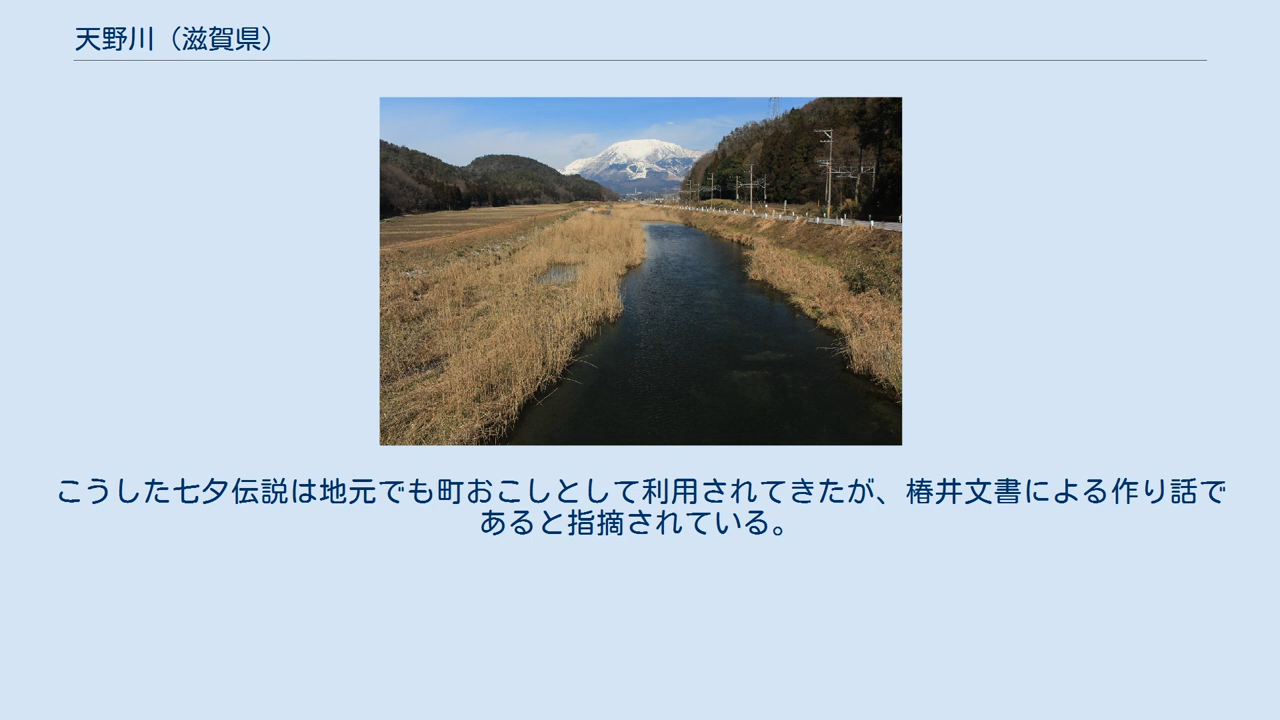 天野川（滋賀県）
こうした七夕伝説は地元でも町おこしとして利用されてきたが、椿井文書による作り話で
あると指摘されている。